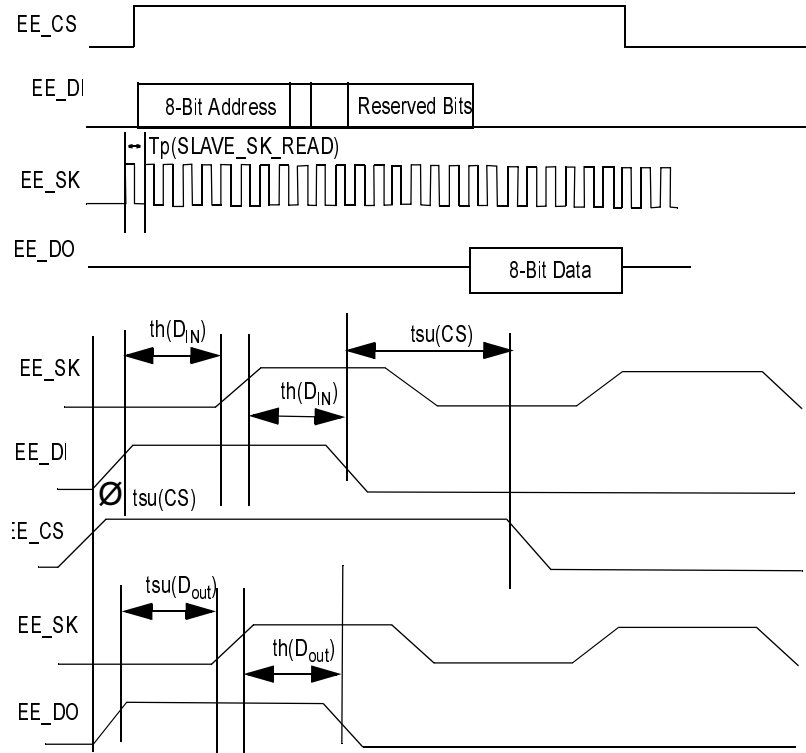 EE_CS
EE_DI
8-Bit Address Reserved Bits
Tp(SLAVE_SK_READ)
EE_SK
EE_DO
8-Bit Data
th(DIN)
tsu(CS)
EE_SK
th(DIN)
EE_DI
Ø tsu(CS)
EE_CS
tsu(Dout)
EE_SK
th(Dout)
EE_DO